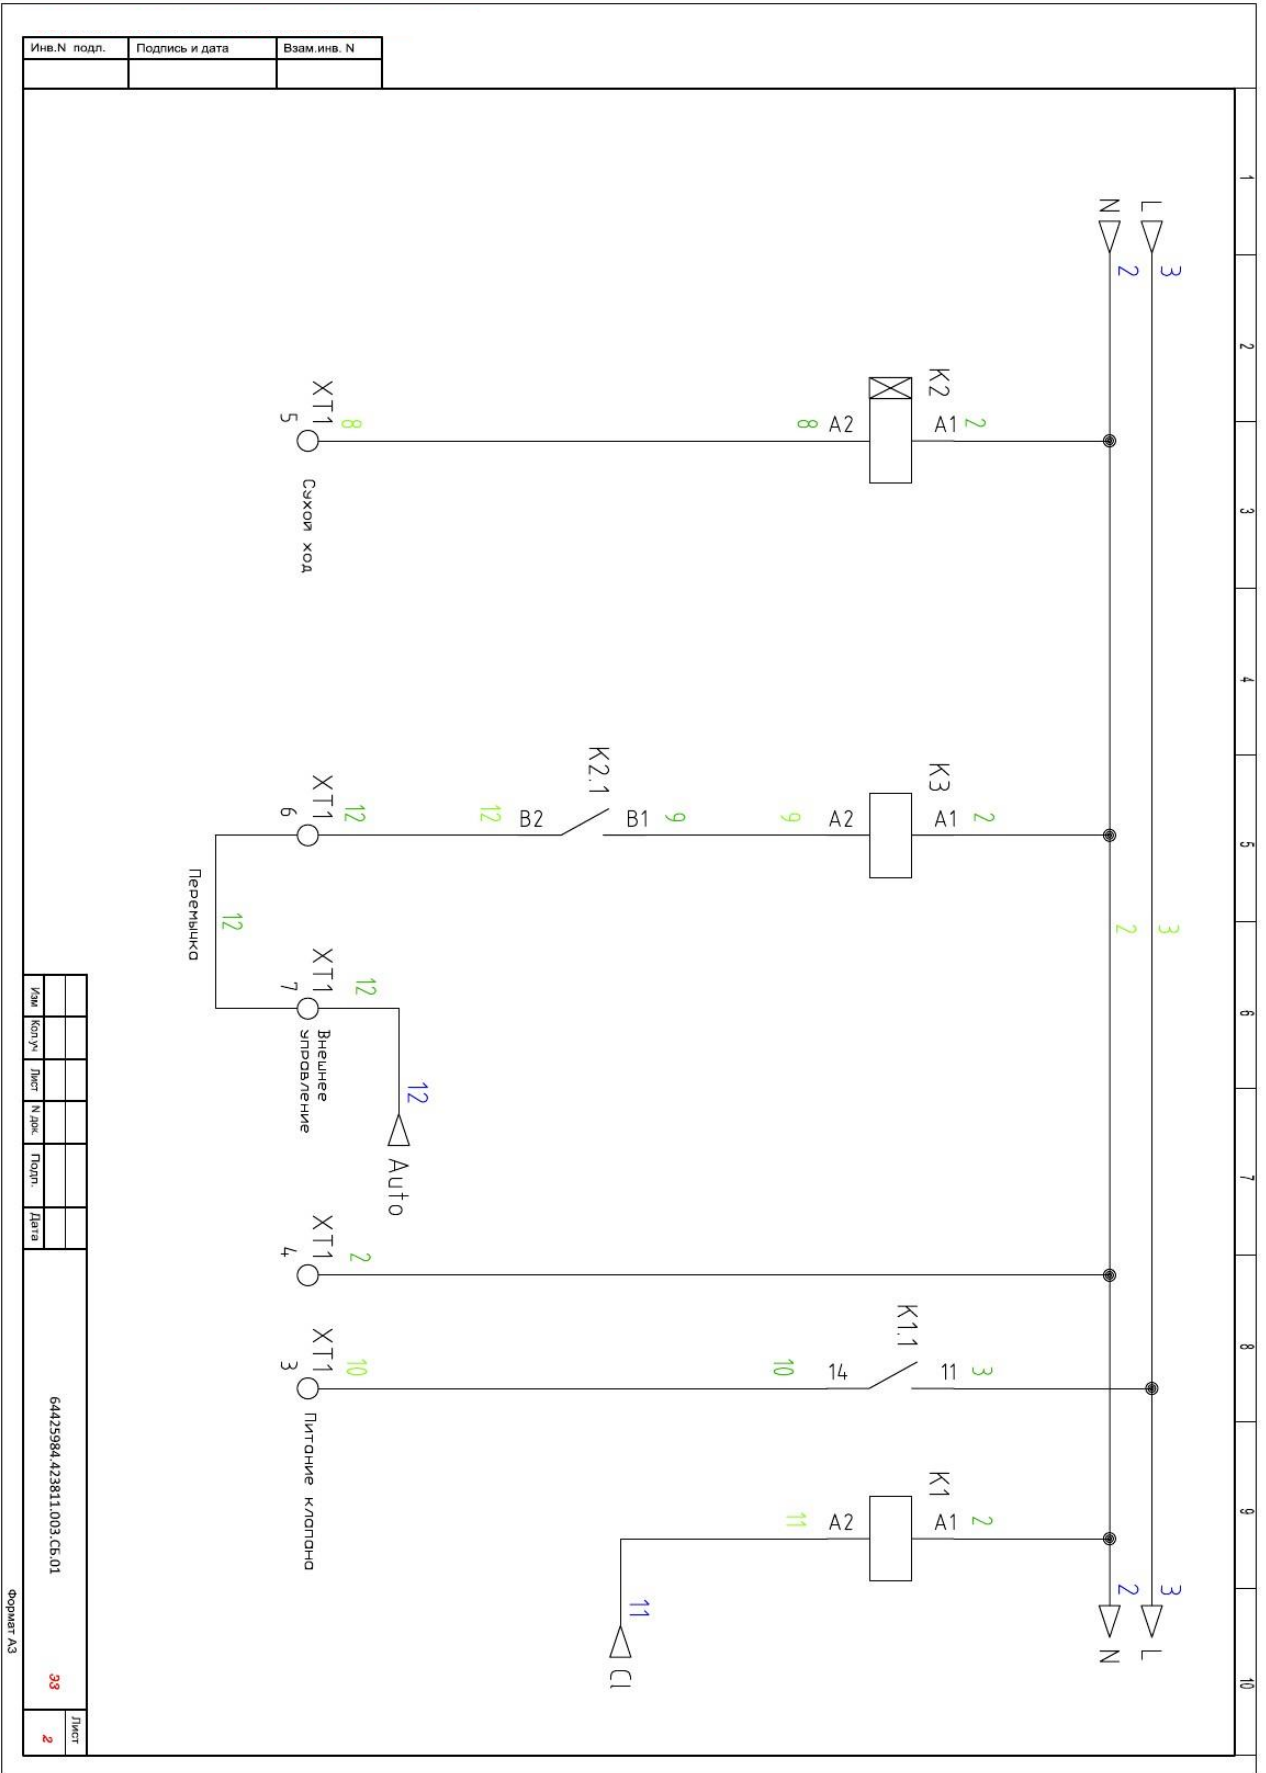 Инв.N подл.
Подпись и дата
Взам.инв. N
1
2
3
4
5
6
7
8
9
10
L
3
3
3
L
N
2
2
2
N
K2
A1
2
A2
8
8
XT1
5
Сухой ход
K3
A1
2
A2
9
K2.1
B1
9
B2
12
12
XT1
6
12
Перемычка
12
XT1
7
Внешнее
управление
12
Auto
2
XT1
4
K1.1
11
3
14
10
10
XT1
3
Питание клапана
K1
A1
2
A2
11
11
Cl
Изм
Кол.уч
Лист
N док.
Подп.
Дата
64425984.423811.003.СБ.01
ЭЗ
Лист
2
Формат А3